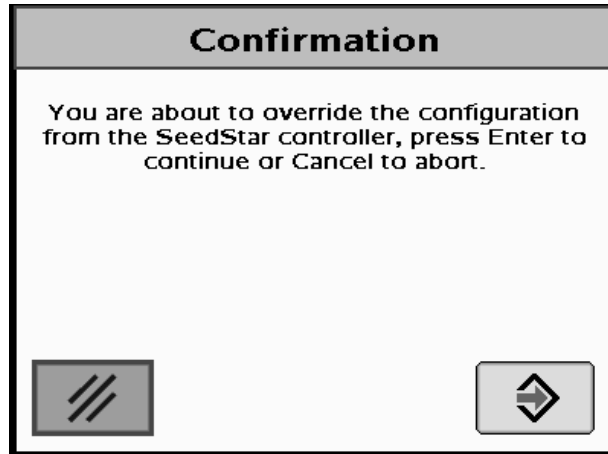 Confirmation
You are about to override the configuration
from the SeedStar controller, press Enter to
continue or Cancel to abort.